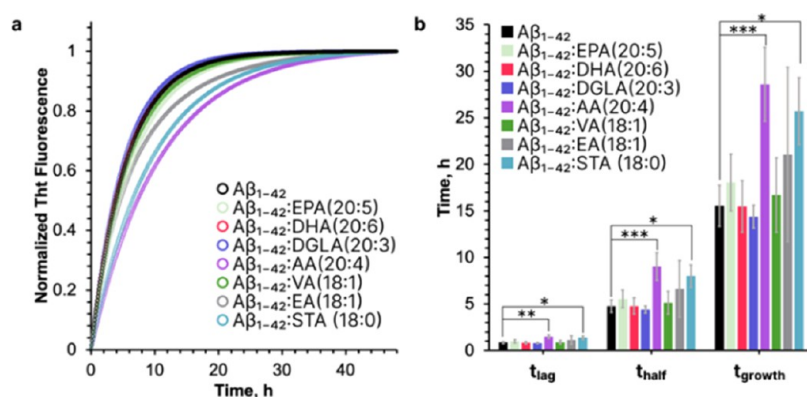 a
Normalized Tht Fluorescence
1
0.8
0.6
0.4
0.2
0
0 10 20 30 40
Time, h
Aβ₁₋₄₂
Aβ₁₋₄₂:EPA(20:5)
Aβ₁₋₄₂:DHA(20:6)
Aβ₁₋₄₂:DGLA(20:3)
Aβ₁₋₄₂:AA(20:4)
Aβ₁₋₄₂:VA(18:1)
Aβ₁₋₄₂:EA(18:1)
Aβ₁₋₄₂:STA (18:0)
b
Time, h
35
30
25
20
15
10
5
0
Aβ₁₋₄₂
Aβ₁₋₄₂:EPA(20:5)
Aβ₁₋₄₂:DHA(20:6)
Aβ₁₋₄₂:DGLA(20:3)
Aβ₁₋₄₂:AA(20:4)
Aβ₁₋₄₂:VA(18:1)
Aβ₁₋₄₂:EA(18:1)
Aβ₁₋₄₂:STA (18:0)
*
***
*
***
*
**
t_lag t_half t_growth